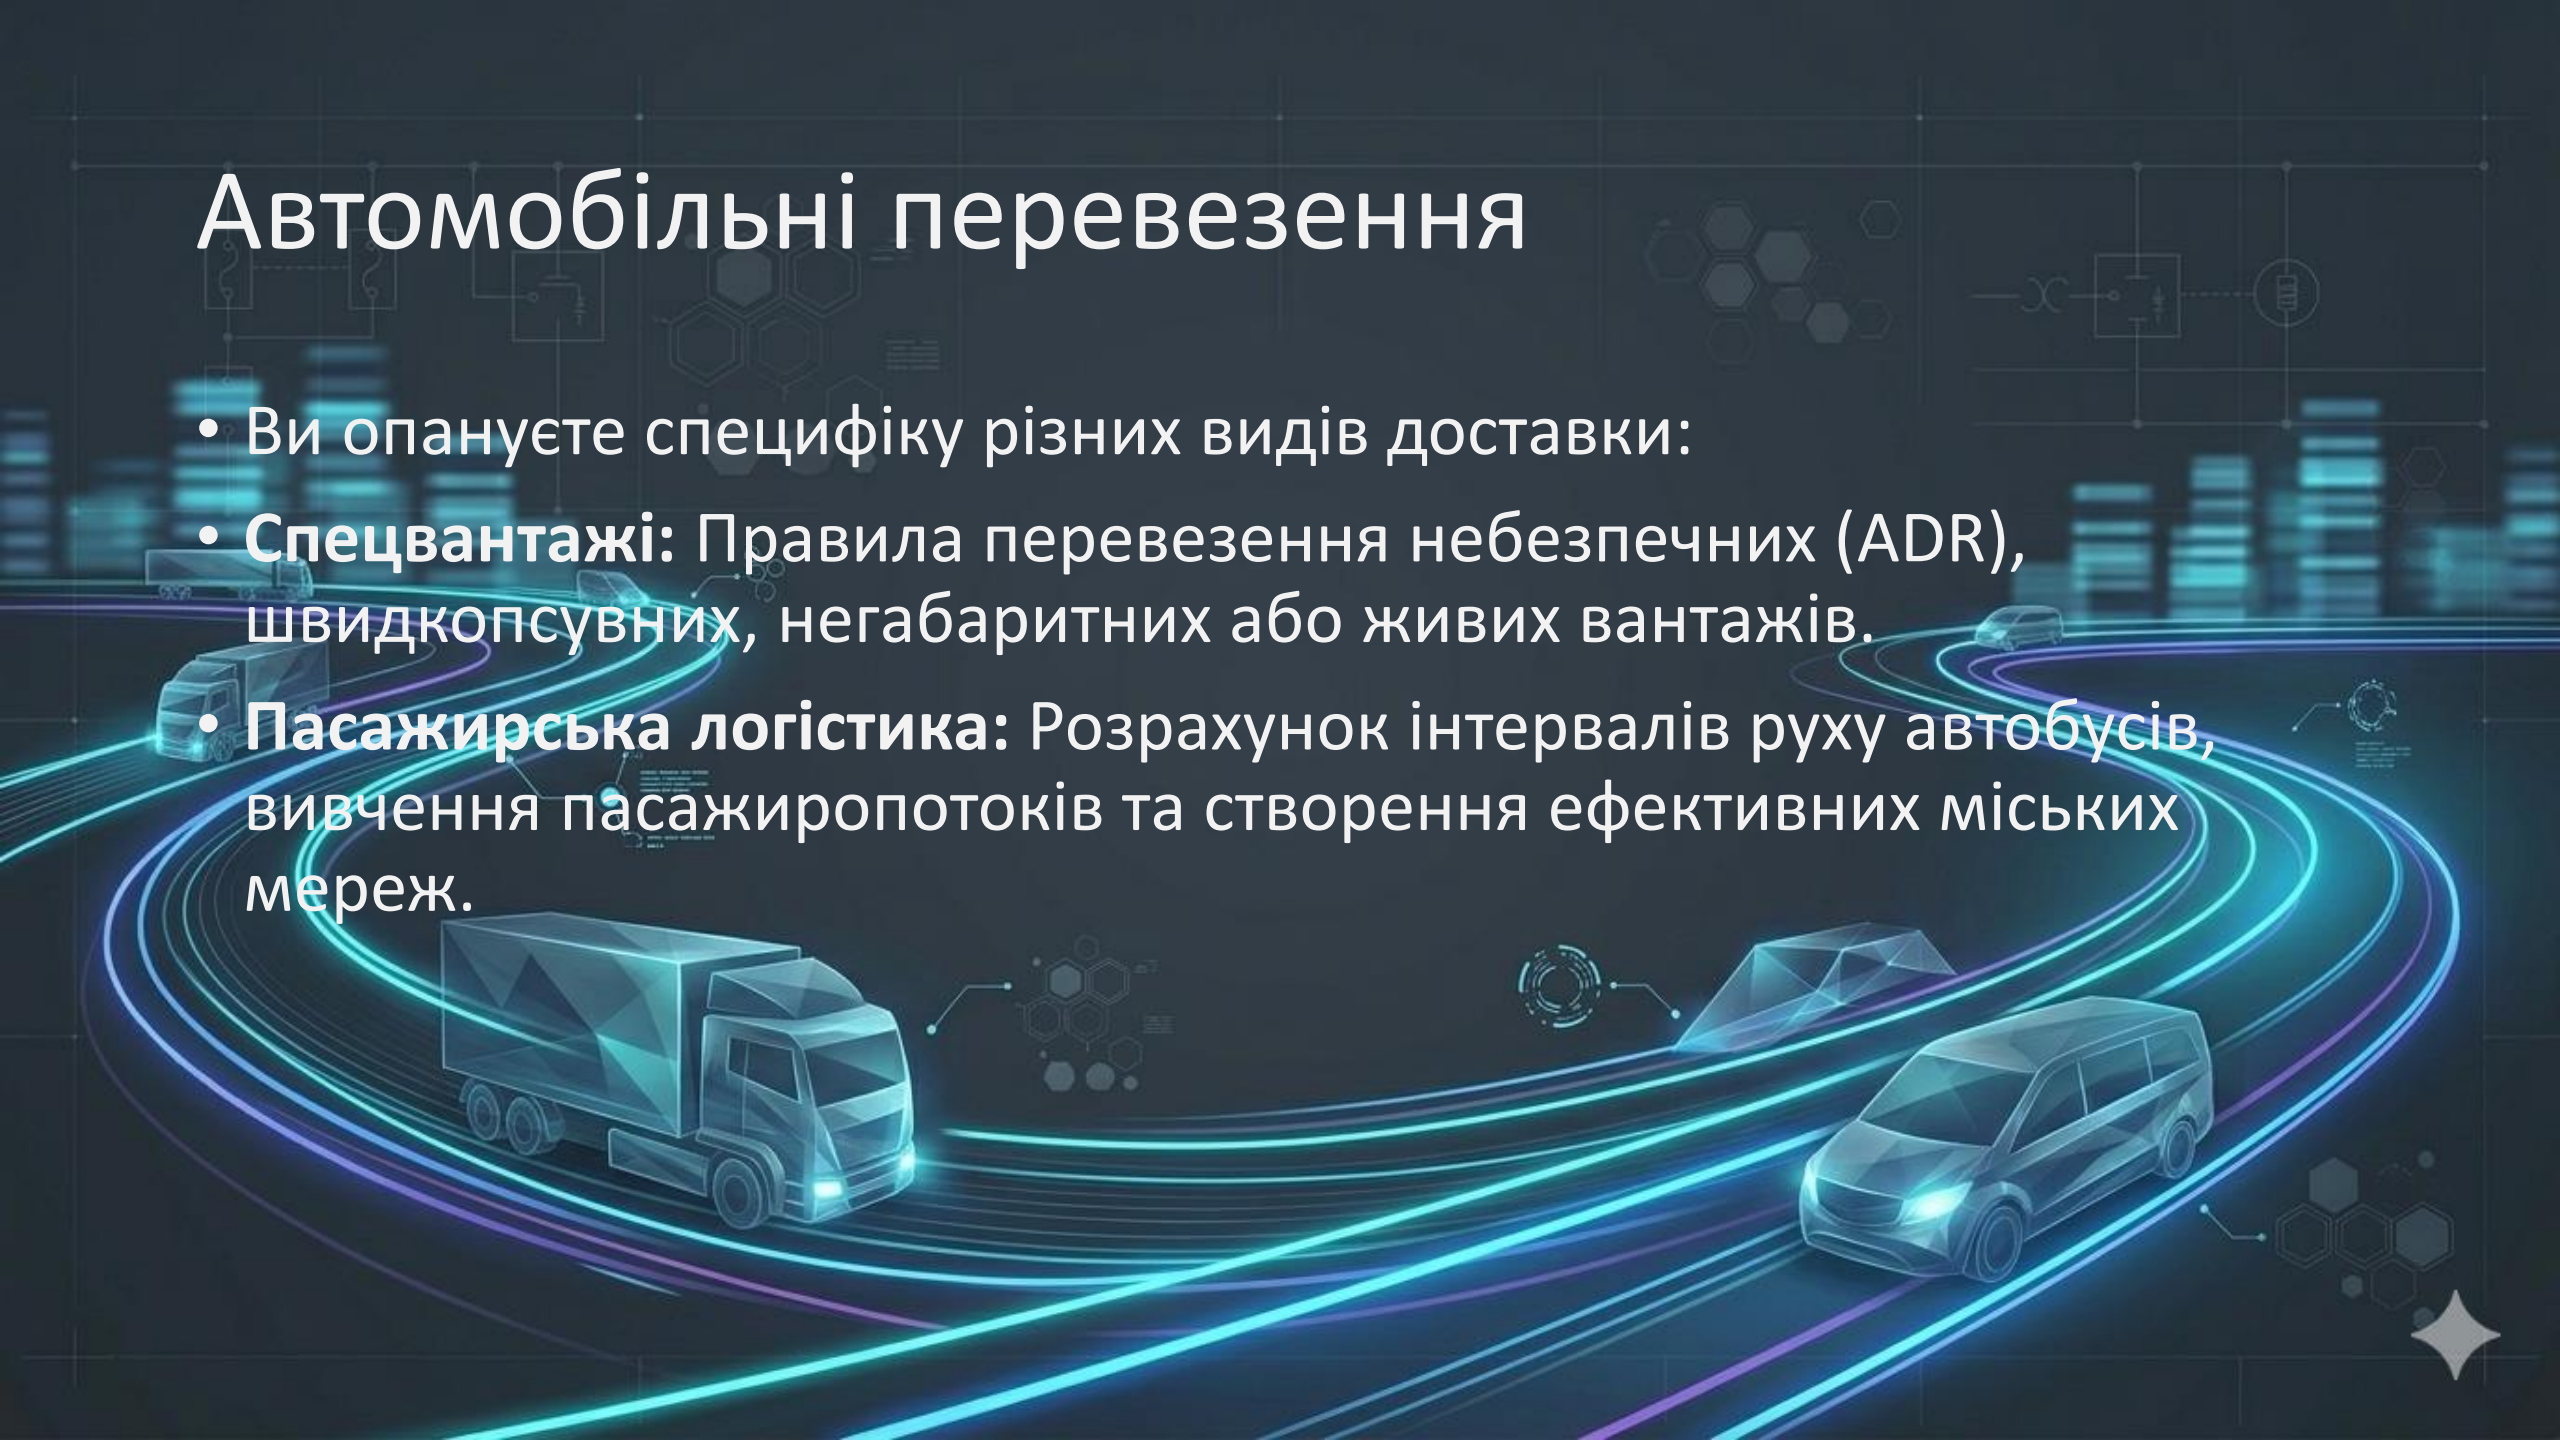 Автомобільні перевезення
• Ви опануєте специфіку різних видів доставки:
• Спецвантажі: Правила перевезення небезпечних (ADR),
швидкопсувних, негабаритних або живих вантажів.
• Пасажирська логістика: Розрахунок інтервалів руху автобусів,
вивчення пасажиропотоків та створення ефективних міських
мереж.